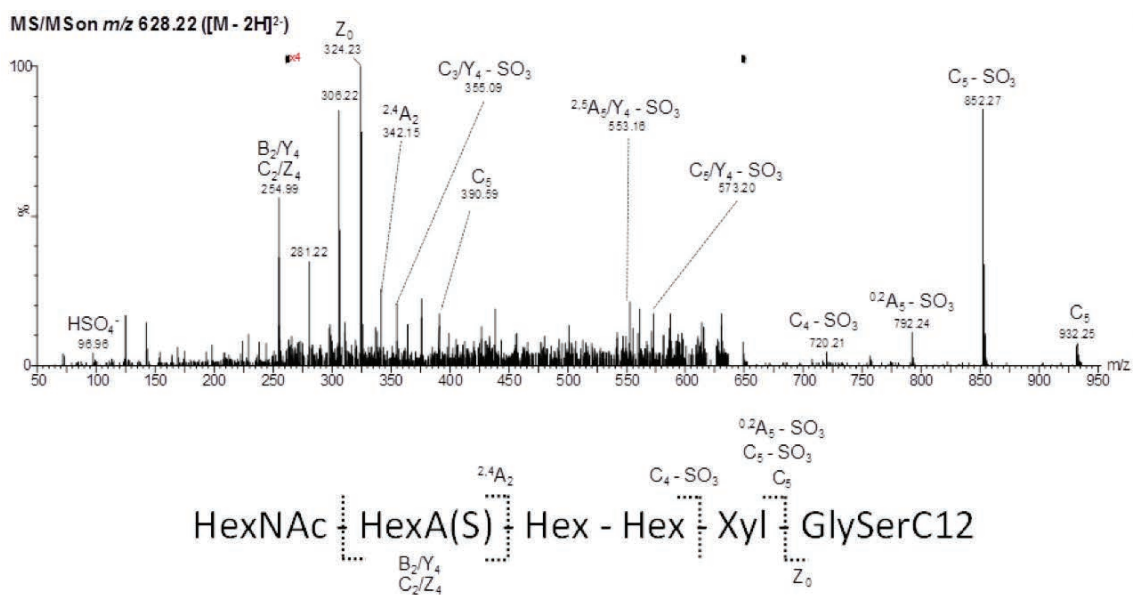 MS/MS on m/z 628.22 ([M - 2H]²⁻)
Z₀
324.23
x4
100
306.22
C₃/Y₄ - SO₃
355.09
²,⁴A₂
342.15
²,⁵A₅/Y₄ - SO₃
553.16
C₅ - SO₃
852.27
B₂/Y₄
C₂/Z₄
254.99
C₅
390.59
C₅/Y₄ - SO₃
573.20
%
281.22
HSO₄⁻
96.96
C₄ - SO₃
720.21
⁰,²A₅ - SO₃
792.24
C₅
932.25
0
50 100 150 200 250 300 350 400 450 500 550 600 650 700 750 800 850 900 950 m/z
⁰,²A₅ - SO₃
²,⁴A₂ C₄ - SO₃ C₅ - SO₃
C₅
HexNAc - HexA(S) - Hex - Hex - Xyl - GlySerC12
B₂/Y₄
C₂/Z₄
Z₀